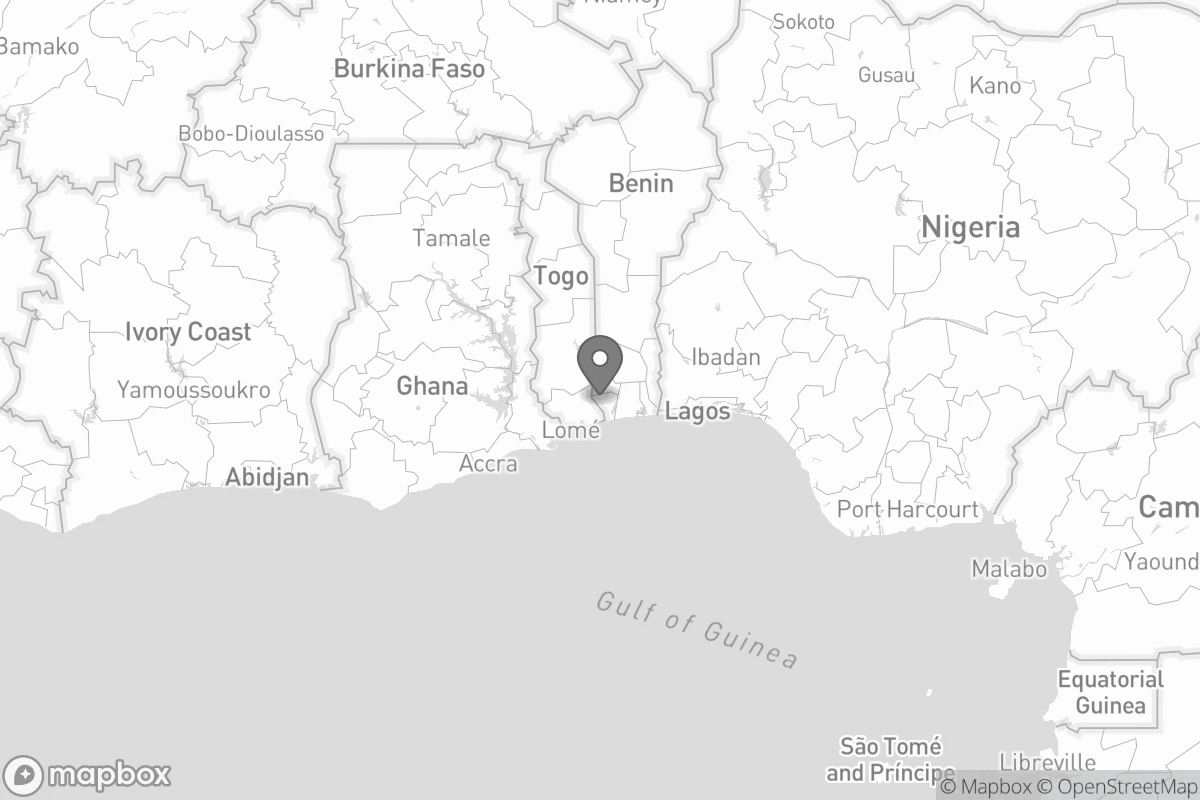 Niamey
Sokoto
Bamako
Burkina Faso
Gusau
Kano
Bobo-Dioulasso
Benin
Nigeria
Tamale
Togo
Ivory Coast
Ibadan
Yamoussoukro
Ghana
Lagos
Lomé
Accra
Abidjan
Port Harcourt
Cam
Yaound
Malabo
Gulf of Guinea
Equatorial
Guinea
São Tomé
and Príncipe
Libreville
mapbox
© Mapbox © OpenStreetMap